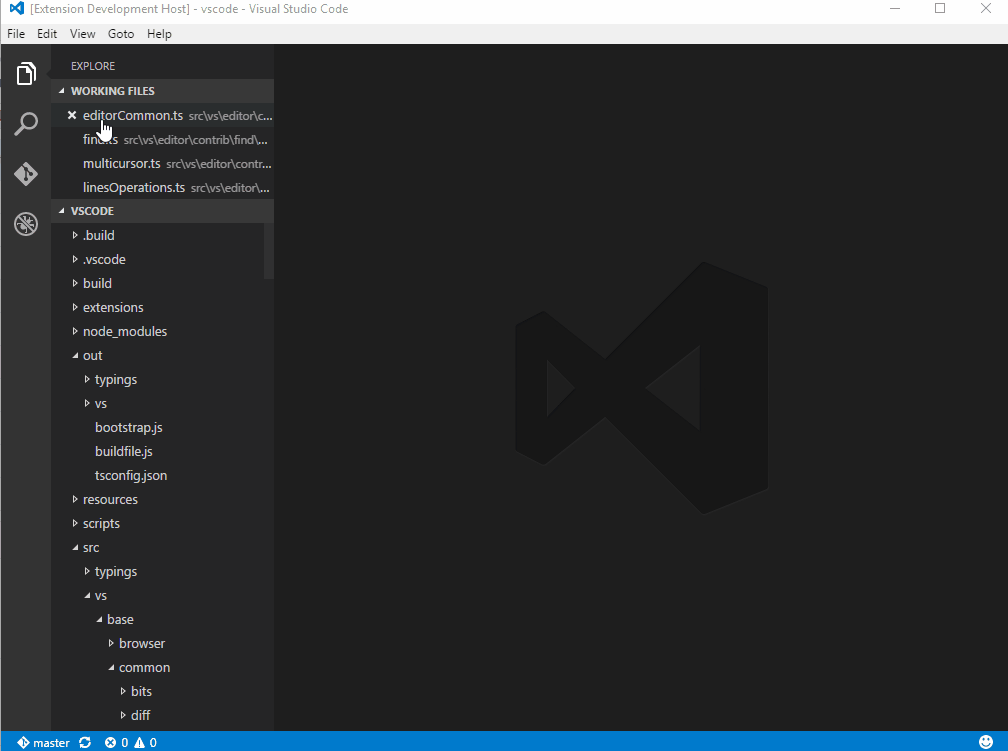 [Extension Development Host] - vscode - Visual Studio Code
File Edit View Goto Help
EXPLORE
WORKING FILES
editorCommon.ts src\vs\editor\c...
find.ts src\vs\editor\contrib\find\...
multicursor.ts src\vs\editor\contr...
linesOperations.ts src\vs\editor\...
VSCODE
.build
.vscode
build
extensions
node_modules
out
typings
vs
bootstrap.js
buildfile.js
tsconfig.json
resources
scripts
src
typings
vs
base
browser
common
bits
diff
master 0 0